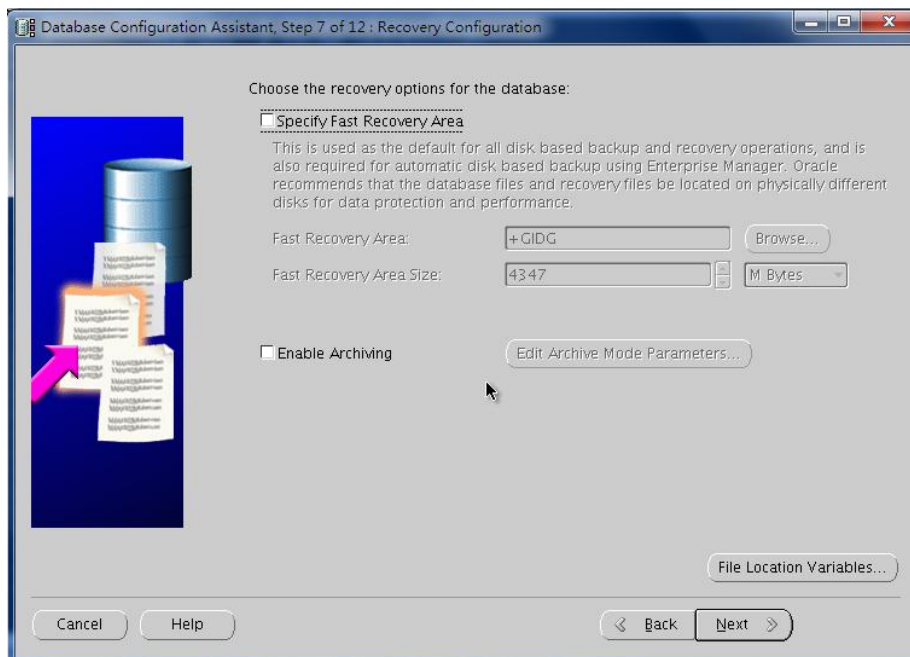 Database Configuration Assistant, Step 7 of 12 : Recovery Configuration
Choose the recovery options for the database:
Specify Fast Recovery Area
This is used as the default for all disk based backup and recovery operations, and is
also required for automatic disk based backup using Enterprise Manager. Oracle
recommends that the database files and recovery files be located on physically different
disks for data protection and performance.
Fast Recovery Area: +GIDG Browse...
Fast Recovery Area Size: 4347 M Bytes
Enable Archiving Edit Archive Mode Parameters...
File Location Variables...
Cancel Help Back Next